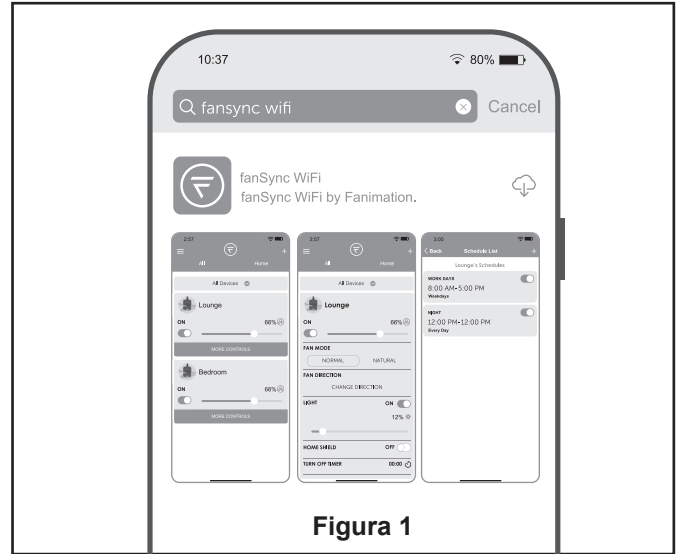 10:37
80%
fansync wifi
Cancel
fanSync WiFi
fanSync WiFi by Fanimation.
2:57
All
Home
All Devices
Lounge
ON
66%
MORE CONTROLS
Bedroom
ON
66%
MORE CONTROLS
2:57
All
Home
All Devices
Lounge
ON
66%
FAN MODE
NORMAL
NATURAL
FAN DIRECTION
CHANGE DIRECTION
LIGHT
ON
12%
HOME SHIELD
OFF
TURN OFF TIMER
00:00
3:00
Back
Schedule List
Lounge's Schedules
WORK DAYS
8:00 AM-5:00 PM
Weekdays
NIGHT
12:00 PM-12:00 PM
Every Day
Figura 1